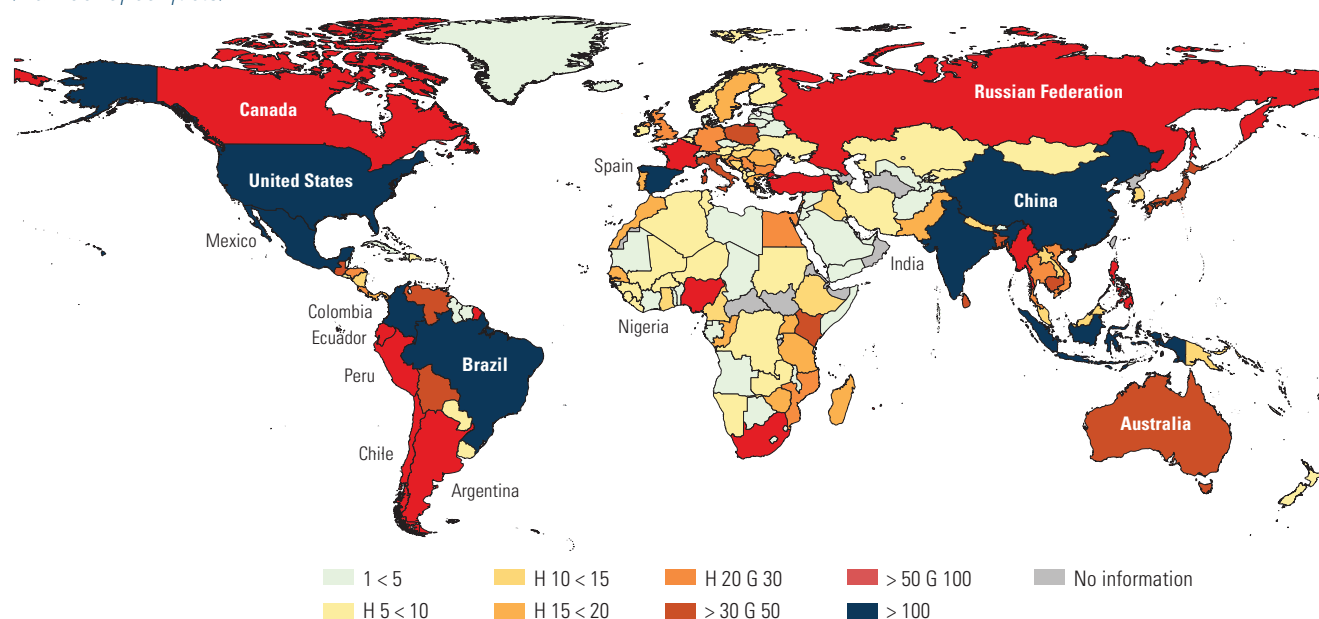 Canada
Russian Federation
Spain
United States
China
Mexico
India
Colombia
Nigeria
Ecuador
Brazil
Peru
Australia
Chile
Argentina
1 < 5
H 10 < 15
H 20 G 30
> 50 G 100
No information
H 5 < 10
H 15 < 20
> 30 G 50
> 100